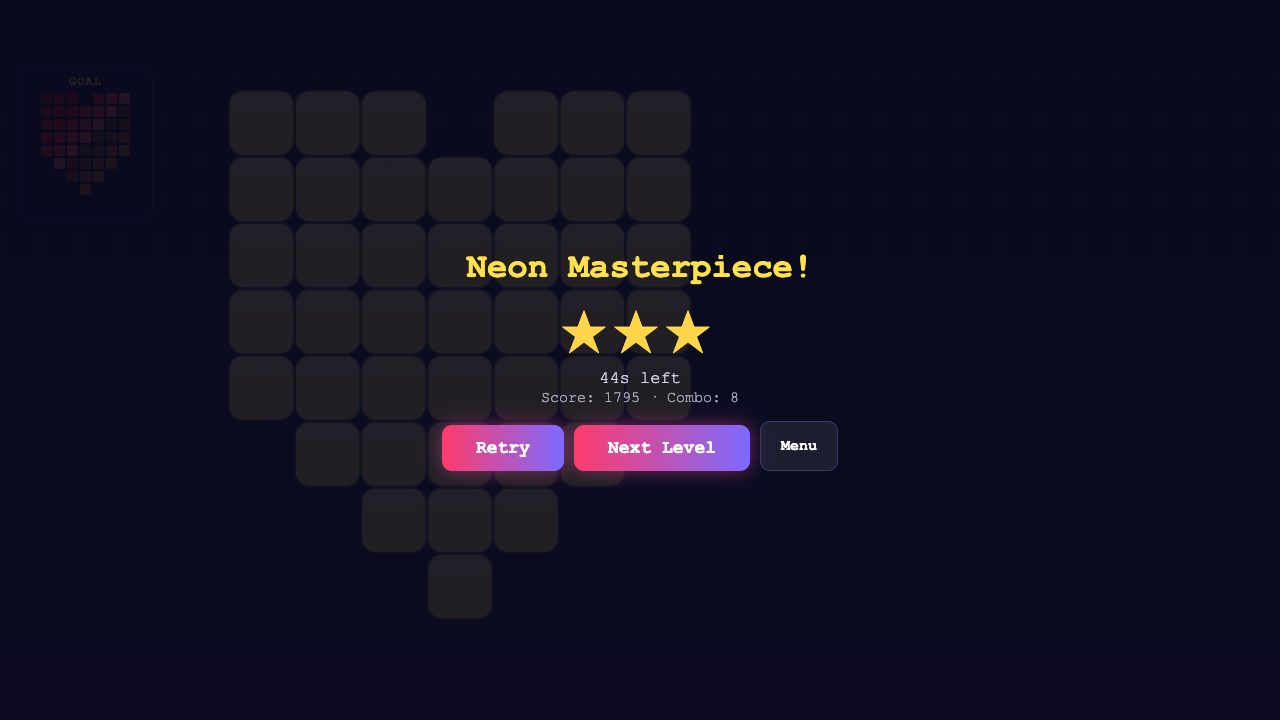 GOAL
Neon Masterpiece!
44s left
Score: 1795 · Combo: 8
Retry
Next Level
Menu